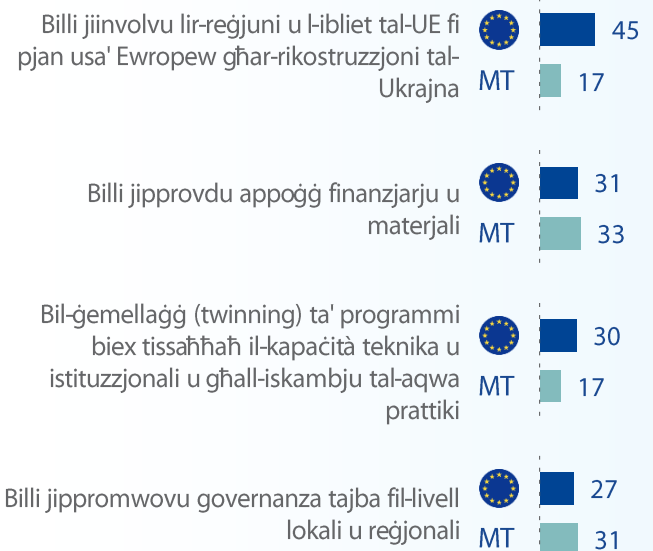 Billi jiinvolvu lir-reġjuni u l-ibliet tal-UE fi
pjan usa' Ewropew għar-rikostruzzjoni tal-
Ukrajna
45
MT 17
Billi jipprovdu appoġġ finanzjarju u
materjali
31
MT 33
Bil-ġemellaġġ (twinning) ta' programmi
biex tissaħħaħ il-kapaċità teknika u
istituzzjonali u għall-iskambju tal-aqwa
prattiki
30
MT 17
Billi jippromwovu governanza tajba fil-livell
lokali u reġjonali
27
MT 31